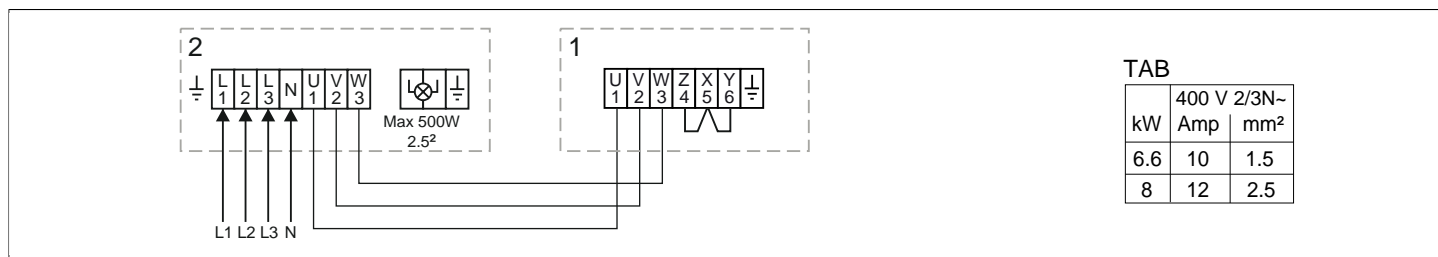 2
L L L N U V W
1 2 3 1 2 3
Max 500W
2.5²
L1 L2 L3 N
1
U V W Z X Y
1 2 3 4 5 6
TAB
400 V 2/3N~
kW Amp mm²
6.6 10 1.5
8 12 2.5